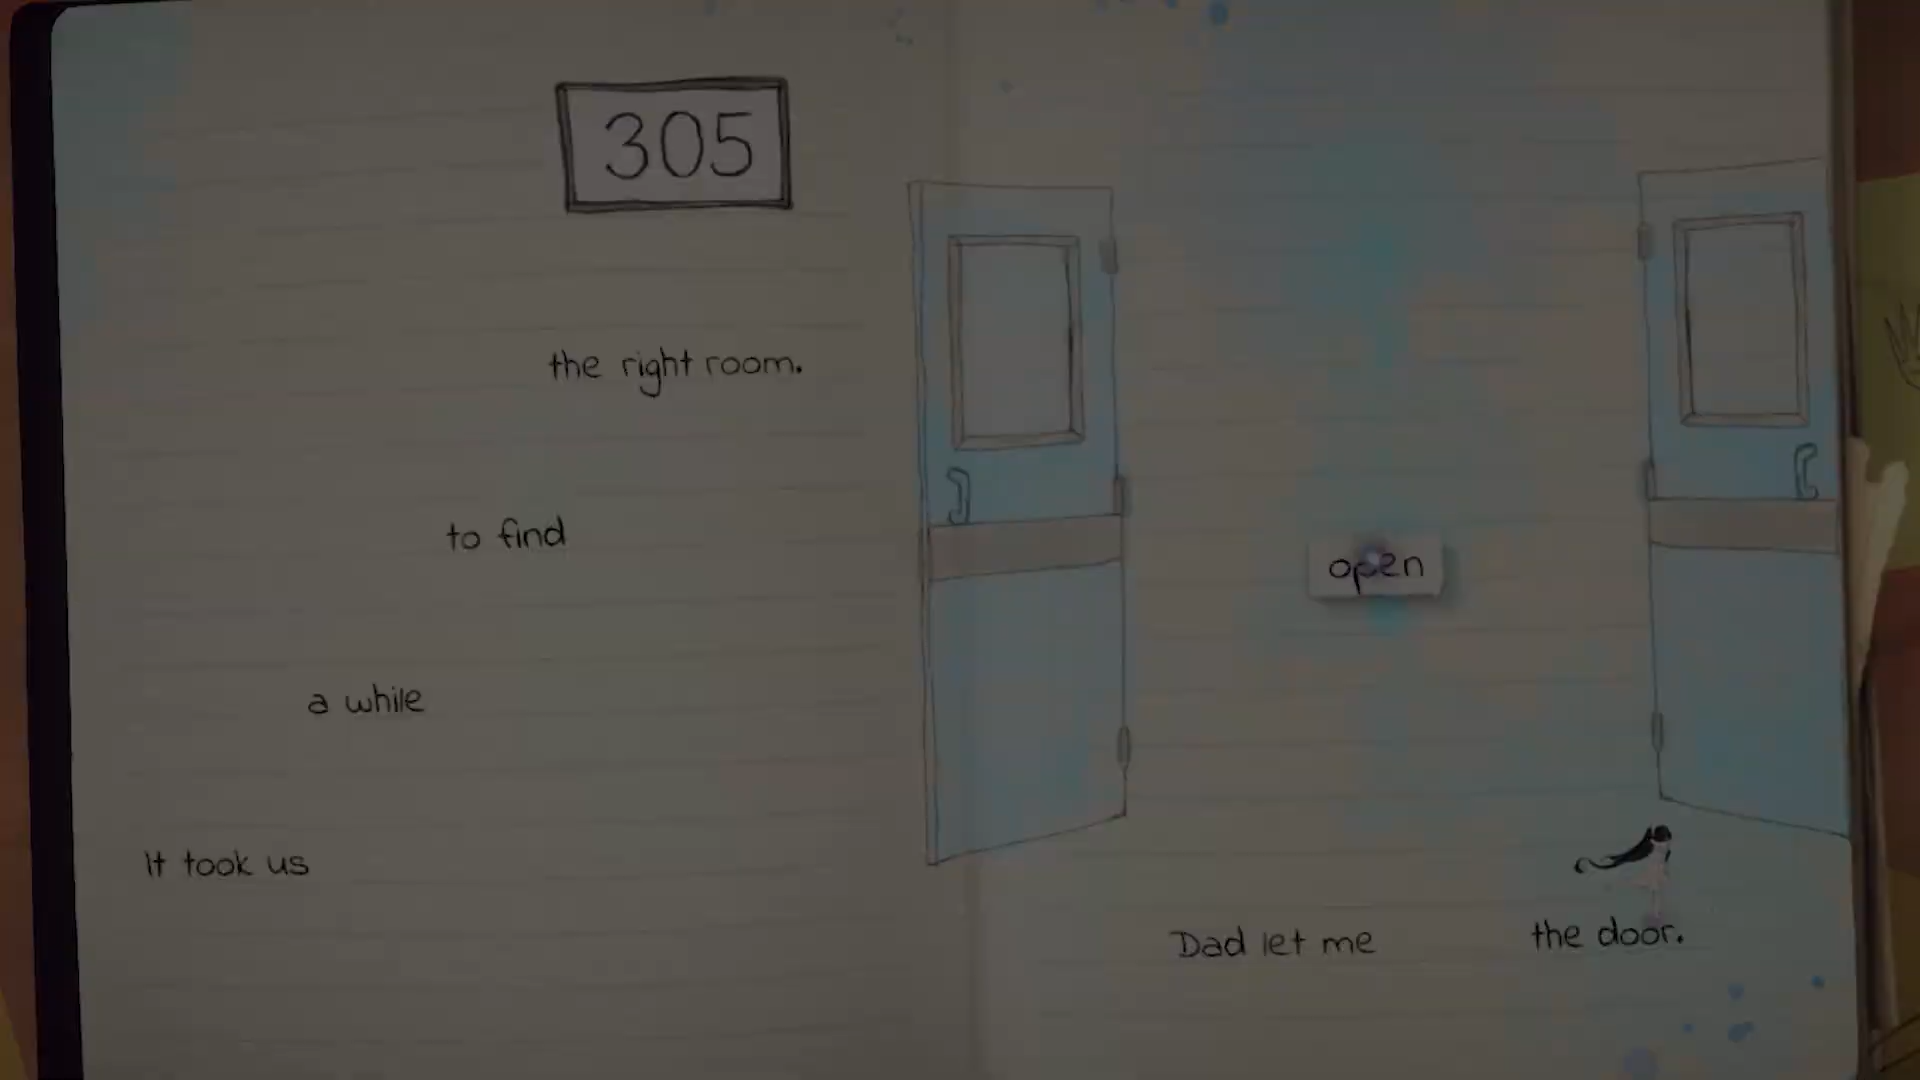 305
the right room.
to find
a while
It took us
open
Dad let me the door.